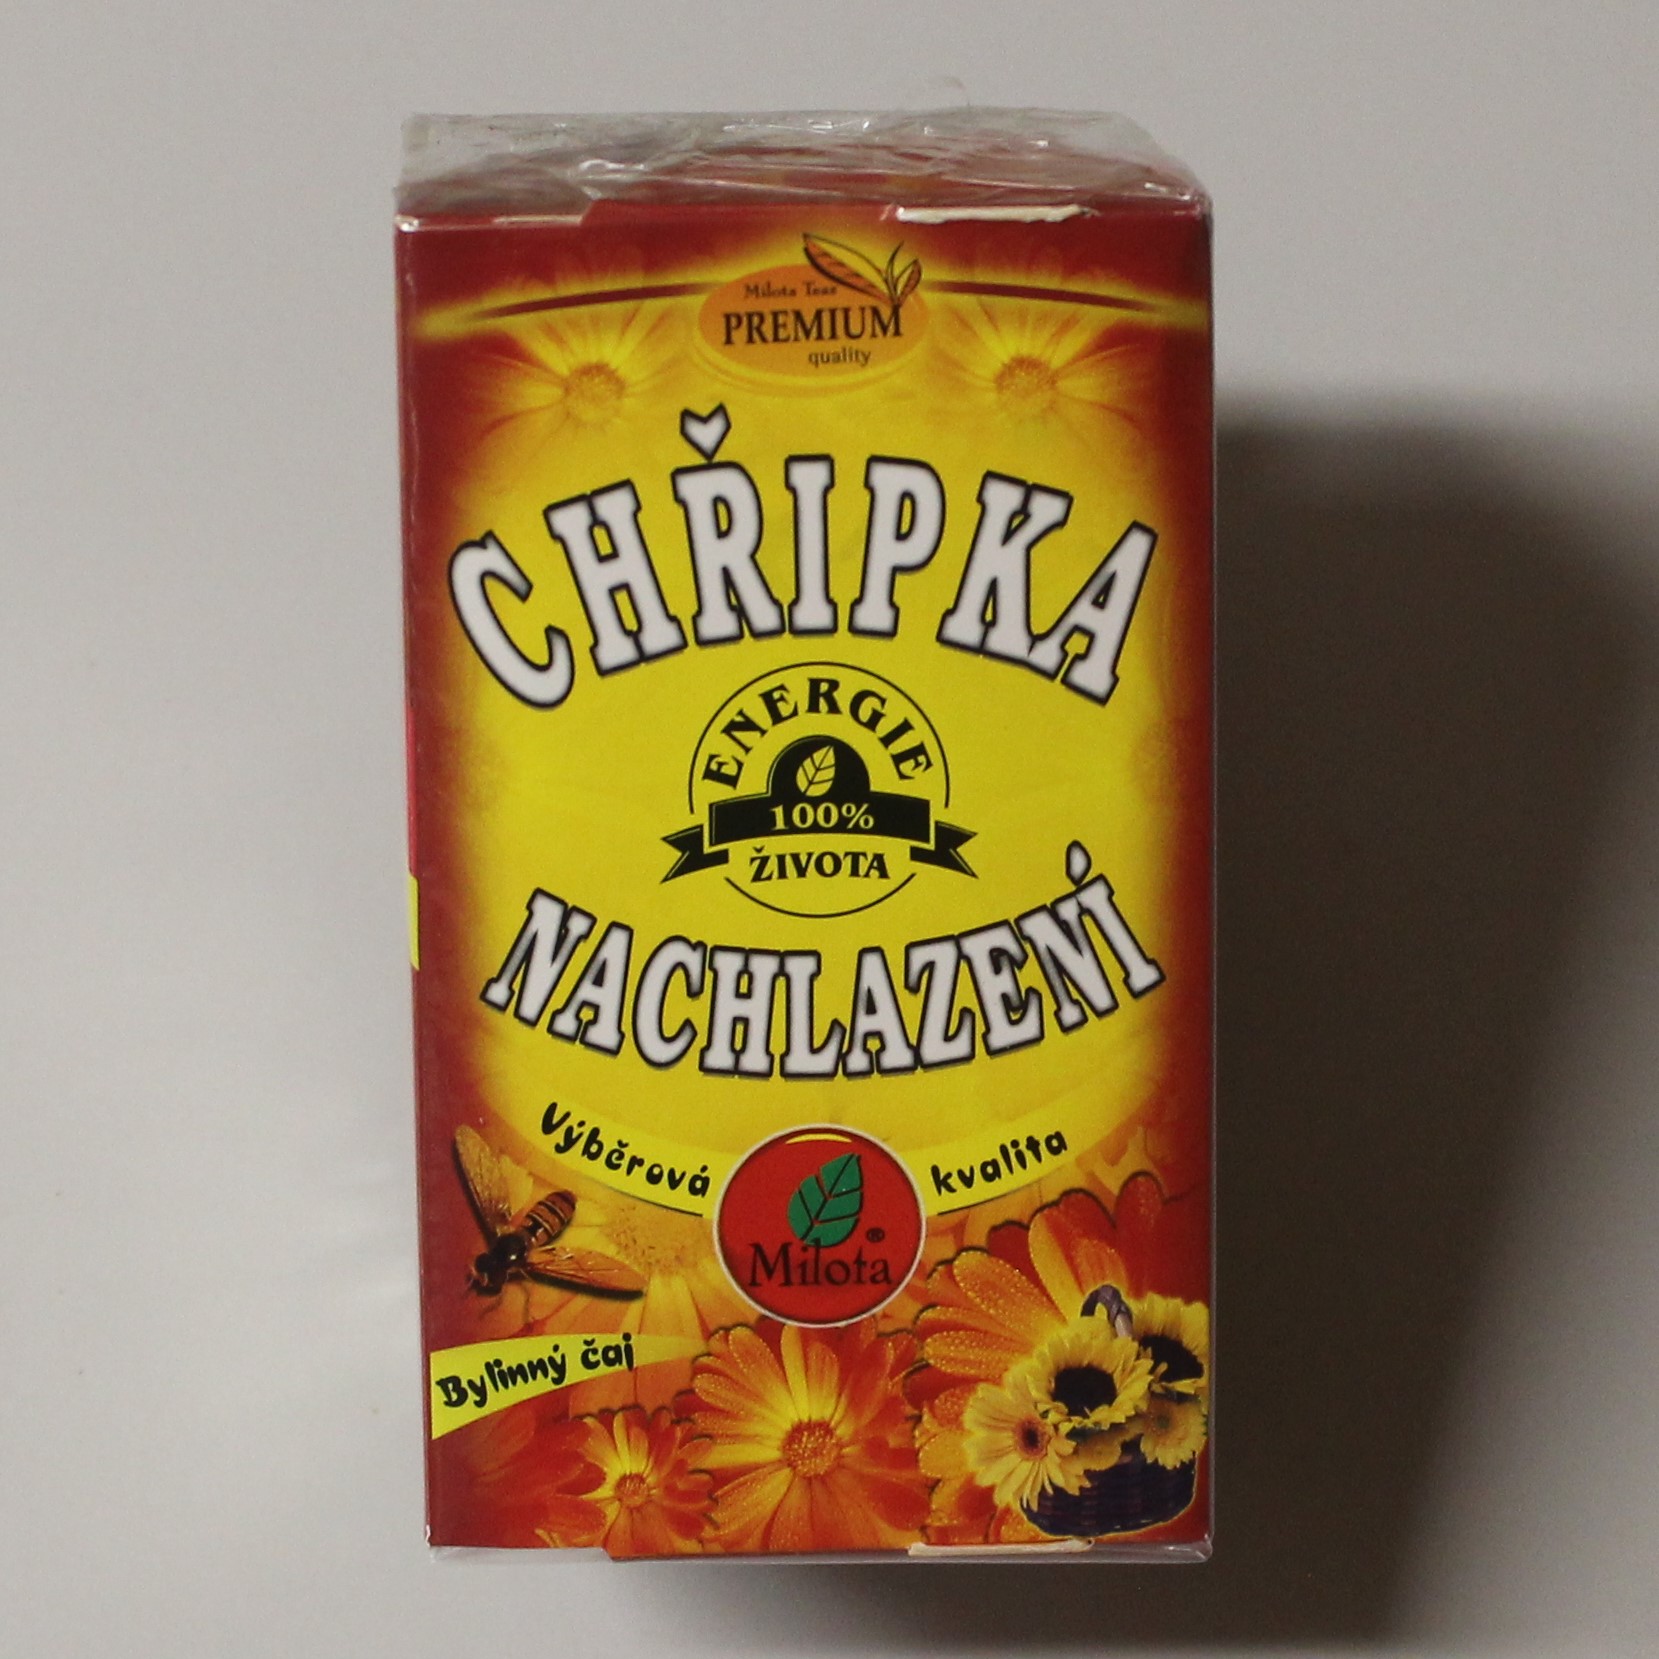 Milota Teas
PREMIUM
quality
CHŘIPKA
ENERGIE
100%
ŽIVOTA
NACHLAZENÍ
Výběrová kvalita
Milota®
Bylinný čaj